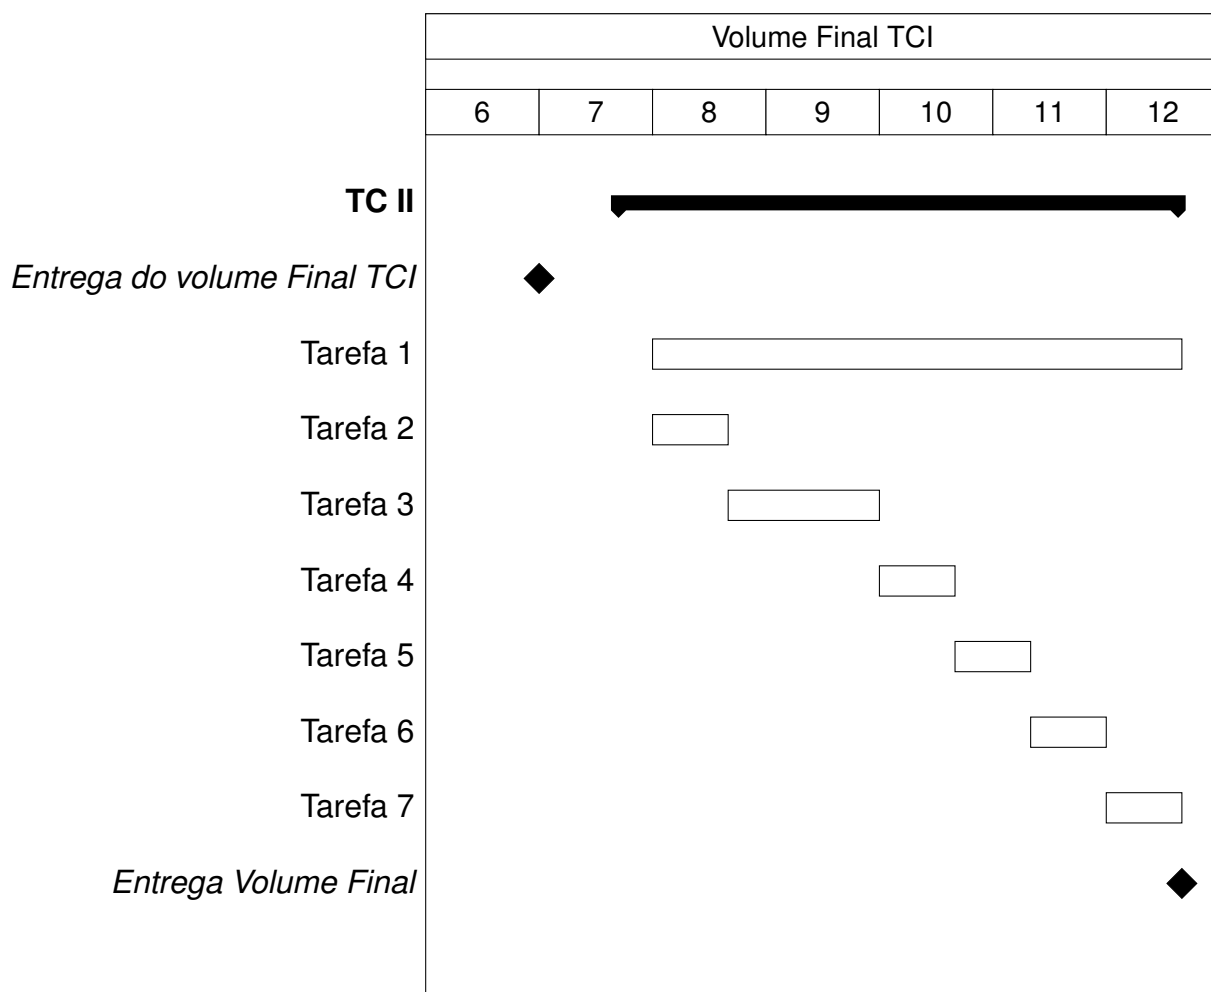 Volume Final TCI
6 7 8 9 10 11 12
TC II
Entrega do volume Final TCI
Tarefa 1
Tarefa 2
Tarefa 3
Tarefa 4
Tarefa 5
Tarefa 6
Tarefa 7
Entrega Volume Final